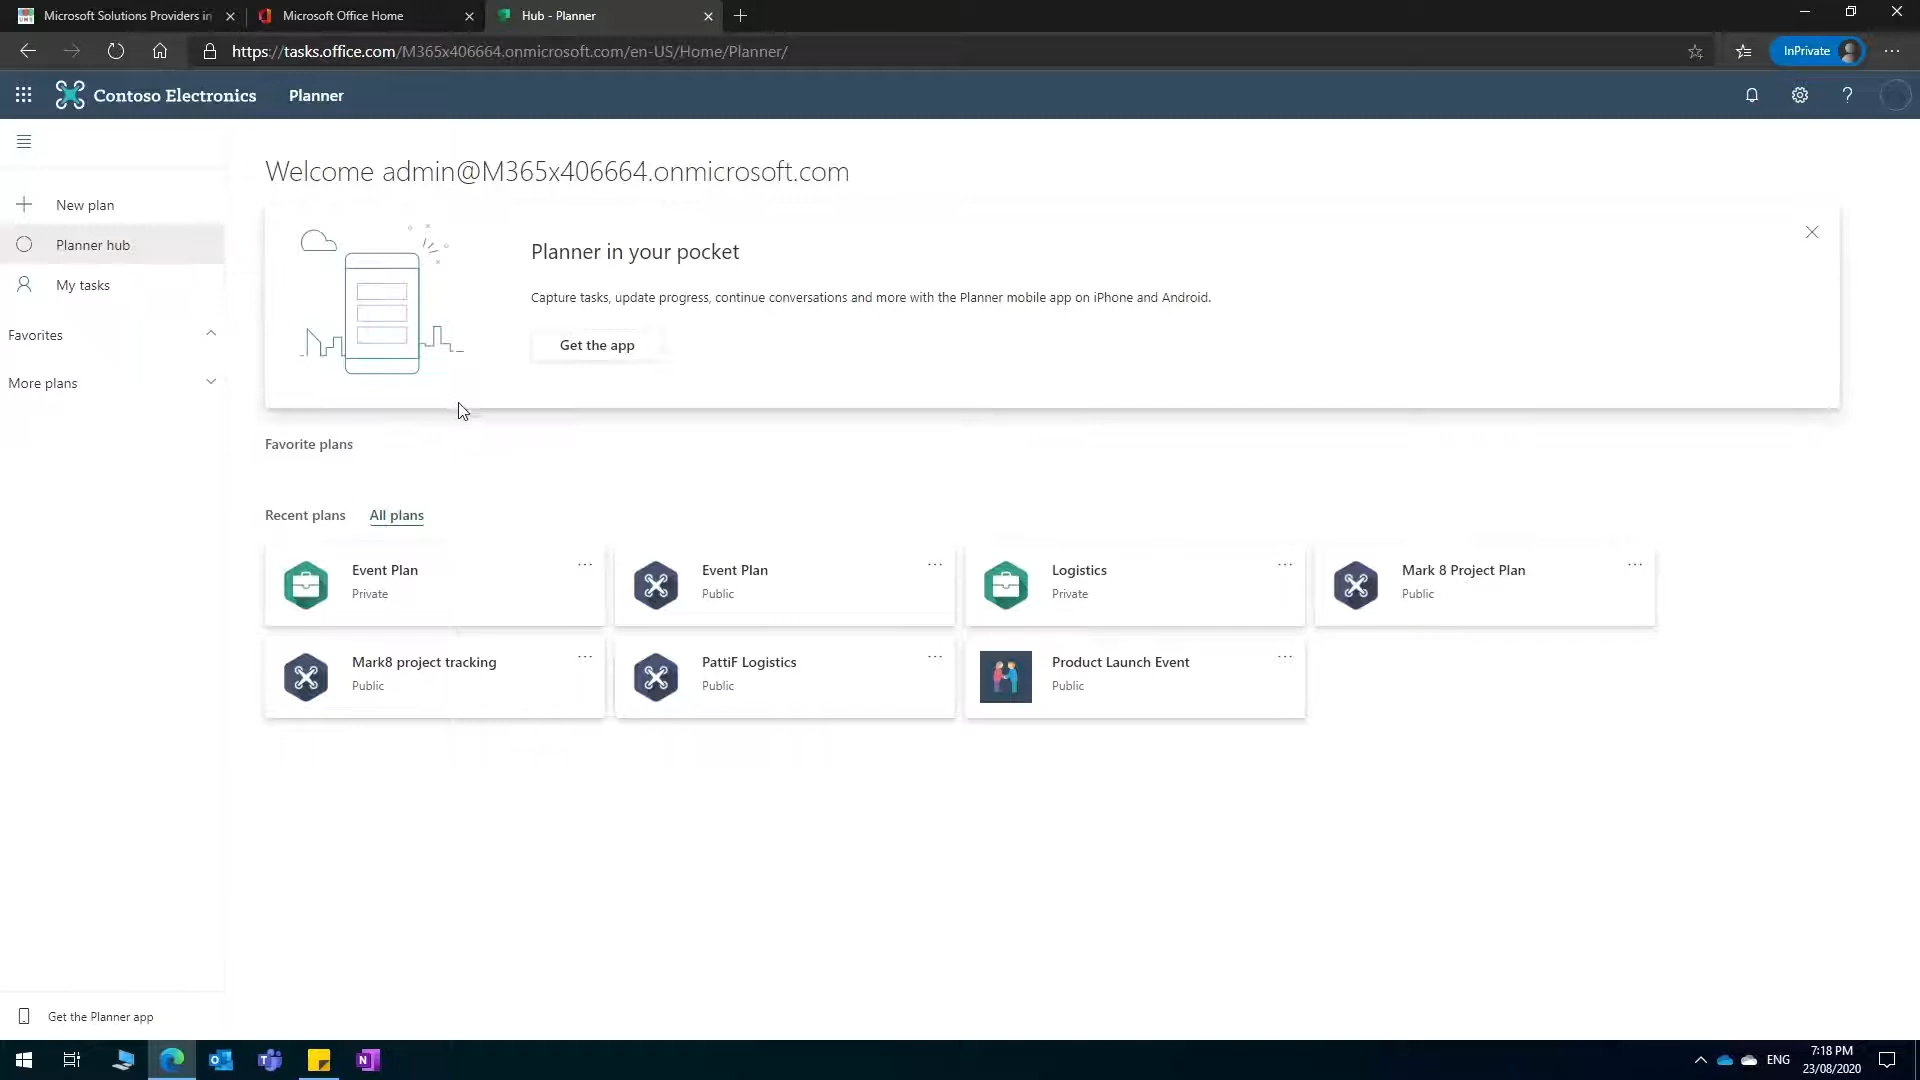 Microsoft Solutions Providers in
Microsoft Office Home
Hub - Planner
https://tasks.office.com/M365x406664.onmicrosoft.com/en-US/Home/Planner/
InPrivate
Contoso Electronics
Planner
New plan
Planner hub
My tasks
Favorites
More plans
Get the Planner app
Welcome admin@M365x406664.onmicrosoft.com
Planner in your pocket
Capture tasks, update progress, continue conversations and more with the Planner mobile app on iPhone and Android.
Get the app
Favorite plans
Recent plans
All plans
Event Plan
Private
Event Plan
Public
Logistics
Private
Mark 8 Project Plan
Public
Mark8 project tracking
Public
PattiF Logistics
Public
Product Launch Event
Public
ENG
7:18 PM
23/08/2020